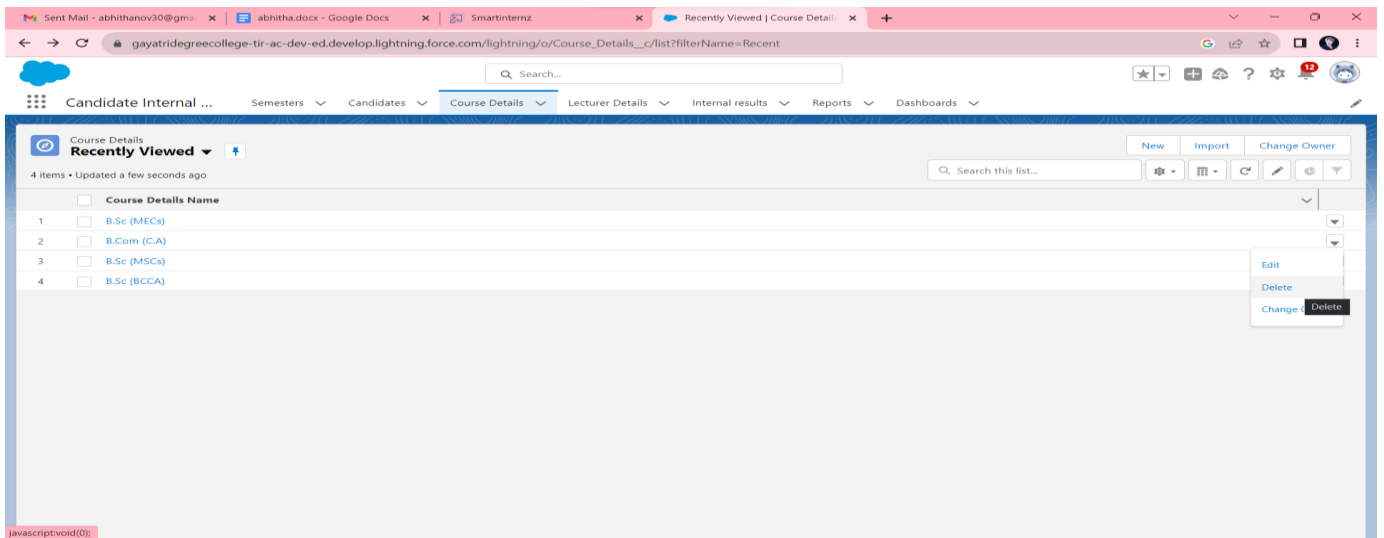 Sent Mail - abhithanov30@gma
abhitha.docx - Google Docs
Smartinternz
Recently Viewed | Course Details
gayatridegreecollege-tir-ac-dev-ed.develop.lightning.force.com/lightning/o/Course_Details__c/list?filterName=Recent
Search...
12
Candidate Internal ...
Semesters
Candidates
Course Details
Lecturer Details
Internal results
Reports
Dashboards
Course Details
Recently Viewed
New
Import
Change Owner
4 items • Updated a few seconds ago
Search this list...
Course Details Name
1 B.Sc (MECs)
2 B.Com (C.A)
3 B.Sc (MSCs)
4 B.Sc (BCCA)
Edit
Delete
Change
Delete
javascript:void(0);